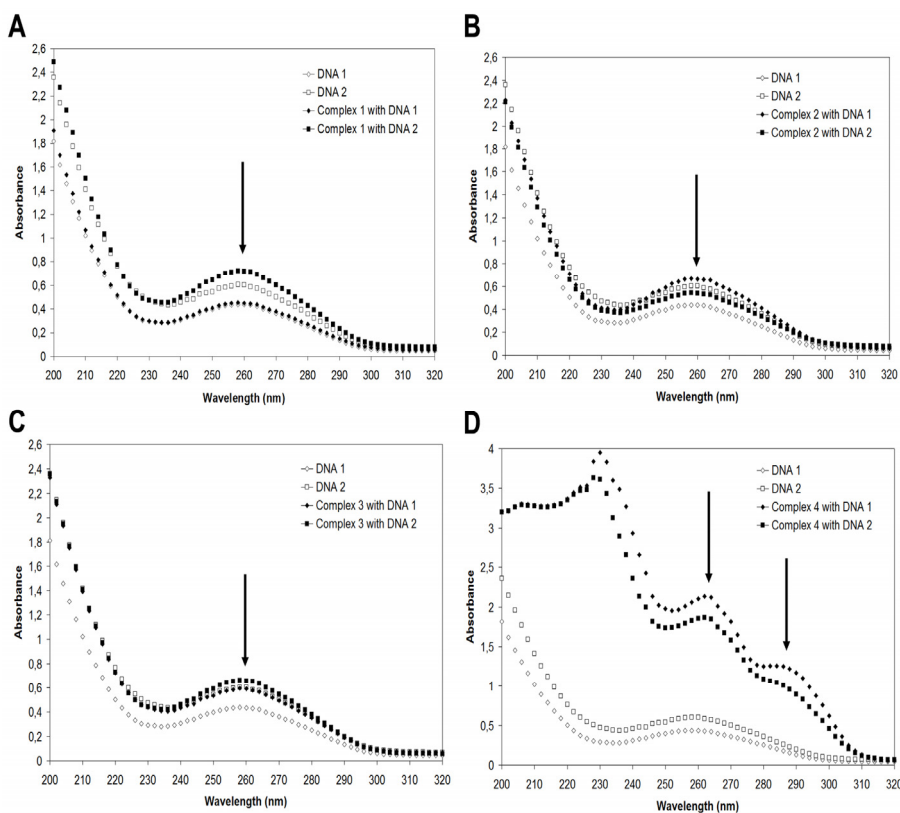 A
2,6
2,4
2,2
2
1,8
1,6
1,4
1,2
1
0,8
0,6
0,4
0,2
0
Absorbance
DNA 1
DNA 2
Complex 1 with DNA 1
Complex 1 with DNA 2
200 210 220 230 240 250 260 270 280 290 300 310 320
Wavelength (nm)
B
2,6
2,4
2,2
2
1,8
1,6
1,4
1,2
1
0,8
0,6
0,4
0,2
0
Absorbance
DNA 1
DNA 2
Complex 2 with DNA 1
Complex 2 with DNA 2
200 210 220 230 240 250 260 270 280 290 300 310 320
Wavelength (nm)
C
2,6
2,4
2,2
2
1,8
1,6
1,4
1,2
1
0,8
0,6
0,4
0,2
0
Absorbance
DNA 1
DNA 2
Complex 3 with DNA 1
Complex 3 with DNA 2
200 210 220 230 240 250 260 270 280 290 300 310 320
Wavelength (nm)
D
4
3,5
3
2,5
2
1,5
1
0,5
0
Absorbance
DNA 1
DNA 2
Complex 4 with DNA 1
Complex 4 with DNA 2
200 210 220 230 240 250 260 270 280 290 300 310 320
Wavelength (nm)